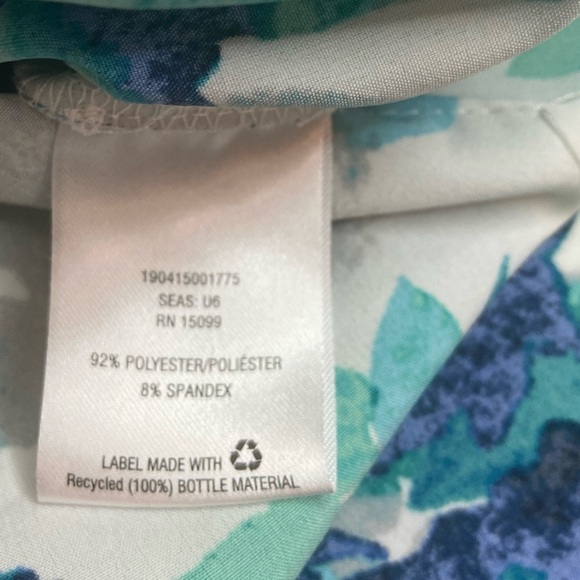 190415001775
SEAS: U6
RN 15099
92% POLYESTER/POLIÉSTER
8% SPANDEX
LABEL MADE WITH
Recycled (100%) BOTTLE MATERIAL